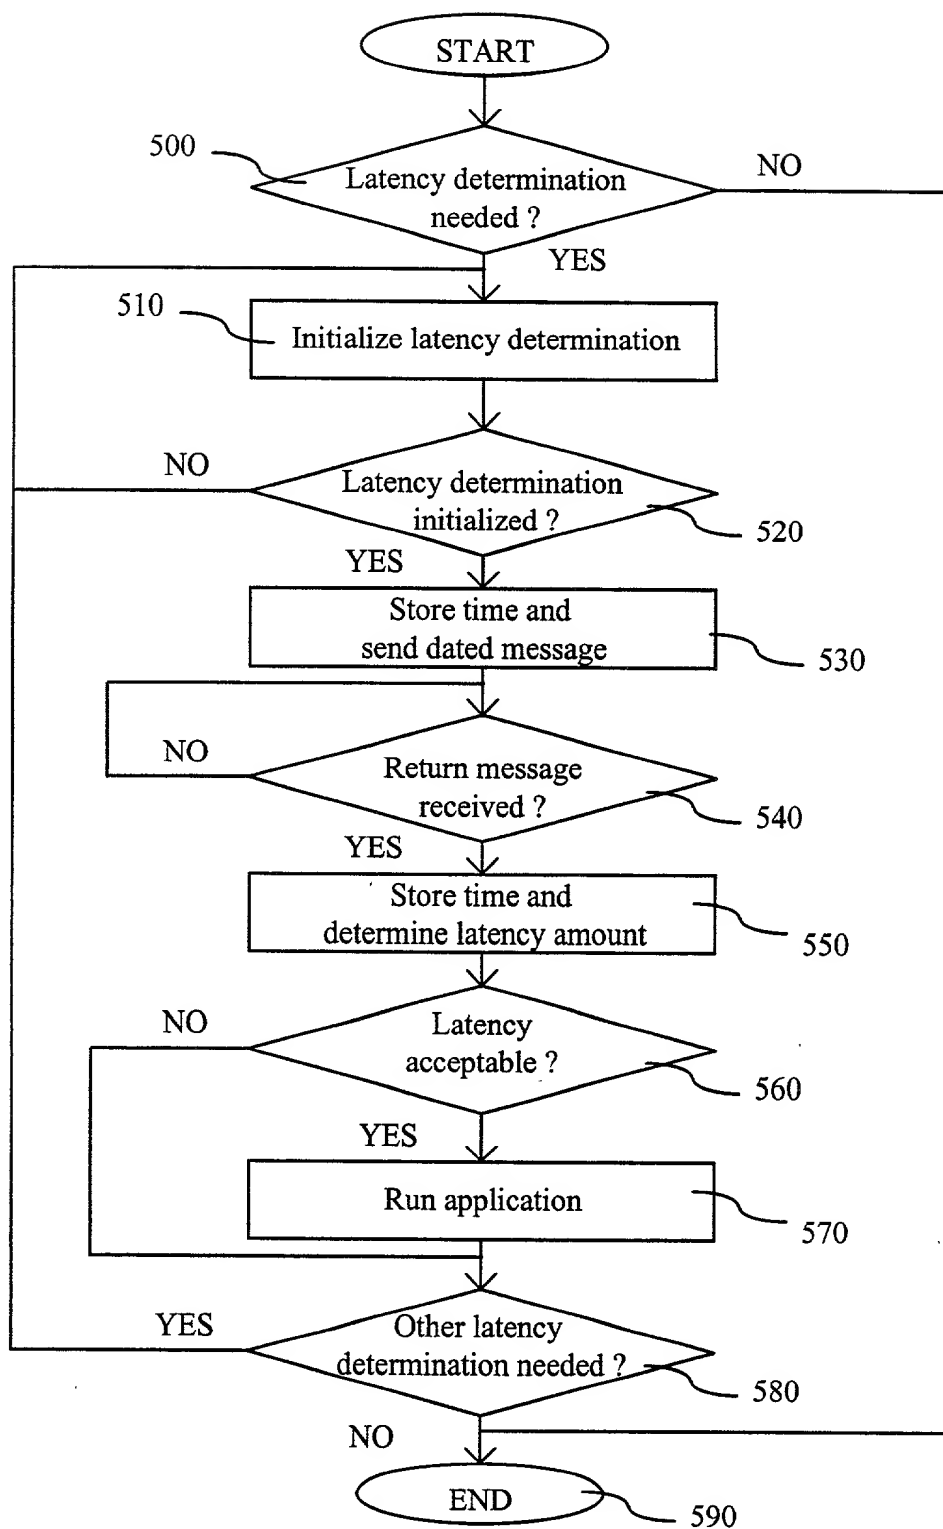 START
500
NO
Latency determination
needed ?
YES
510
Initialize latency determination
NO
Latency determination
initialized ?
520
YES
Store time and
send dated message
530
NO
Return message
received ?
540
YES
Store time and
determine latency amount
550
NO
Latency
acceptable ?
560
YES
Run application
570
YES
Other latency
determination needed ?
580
NO
END
590